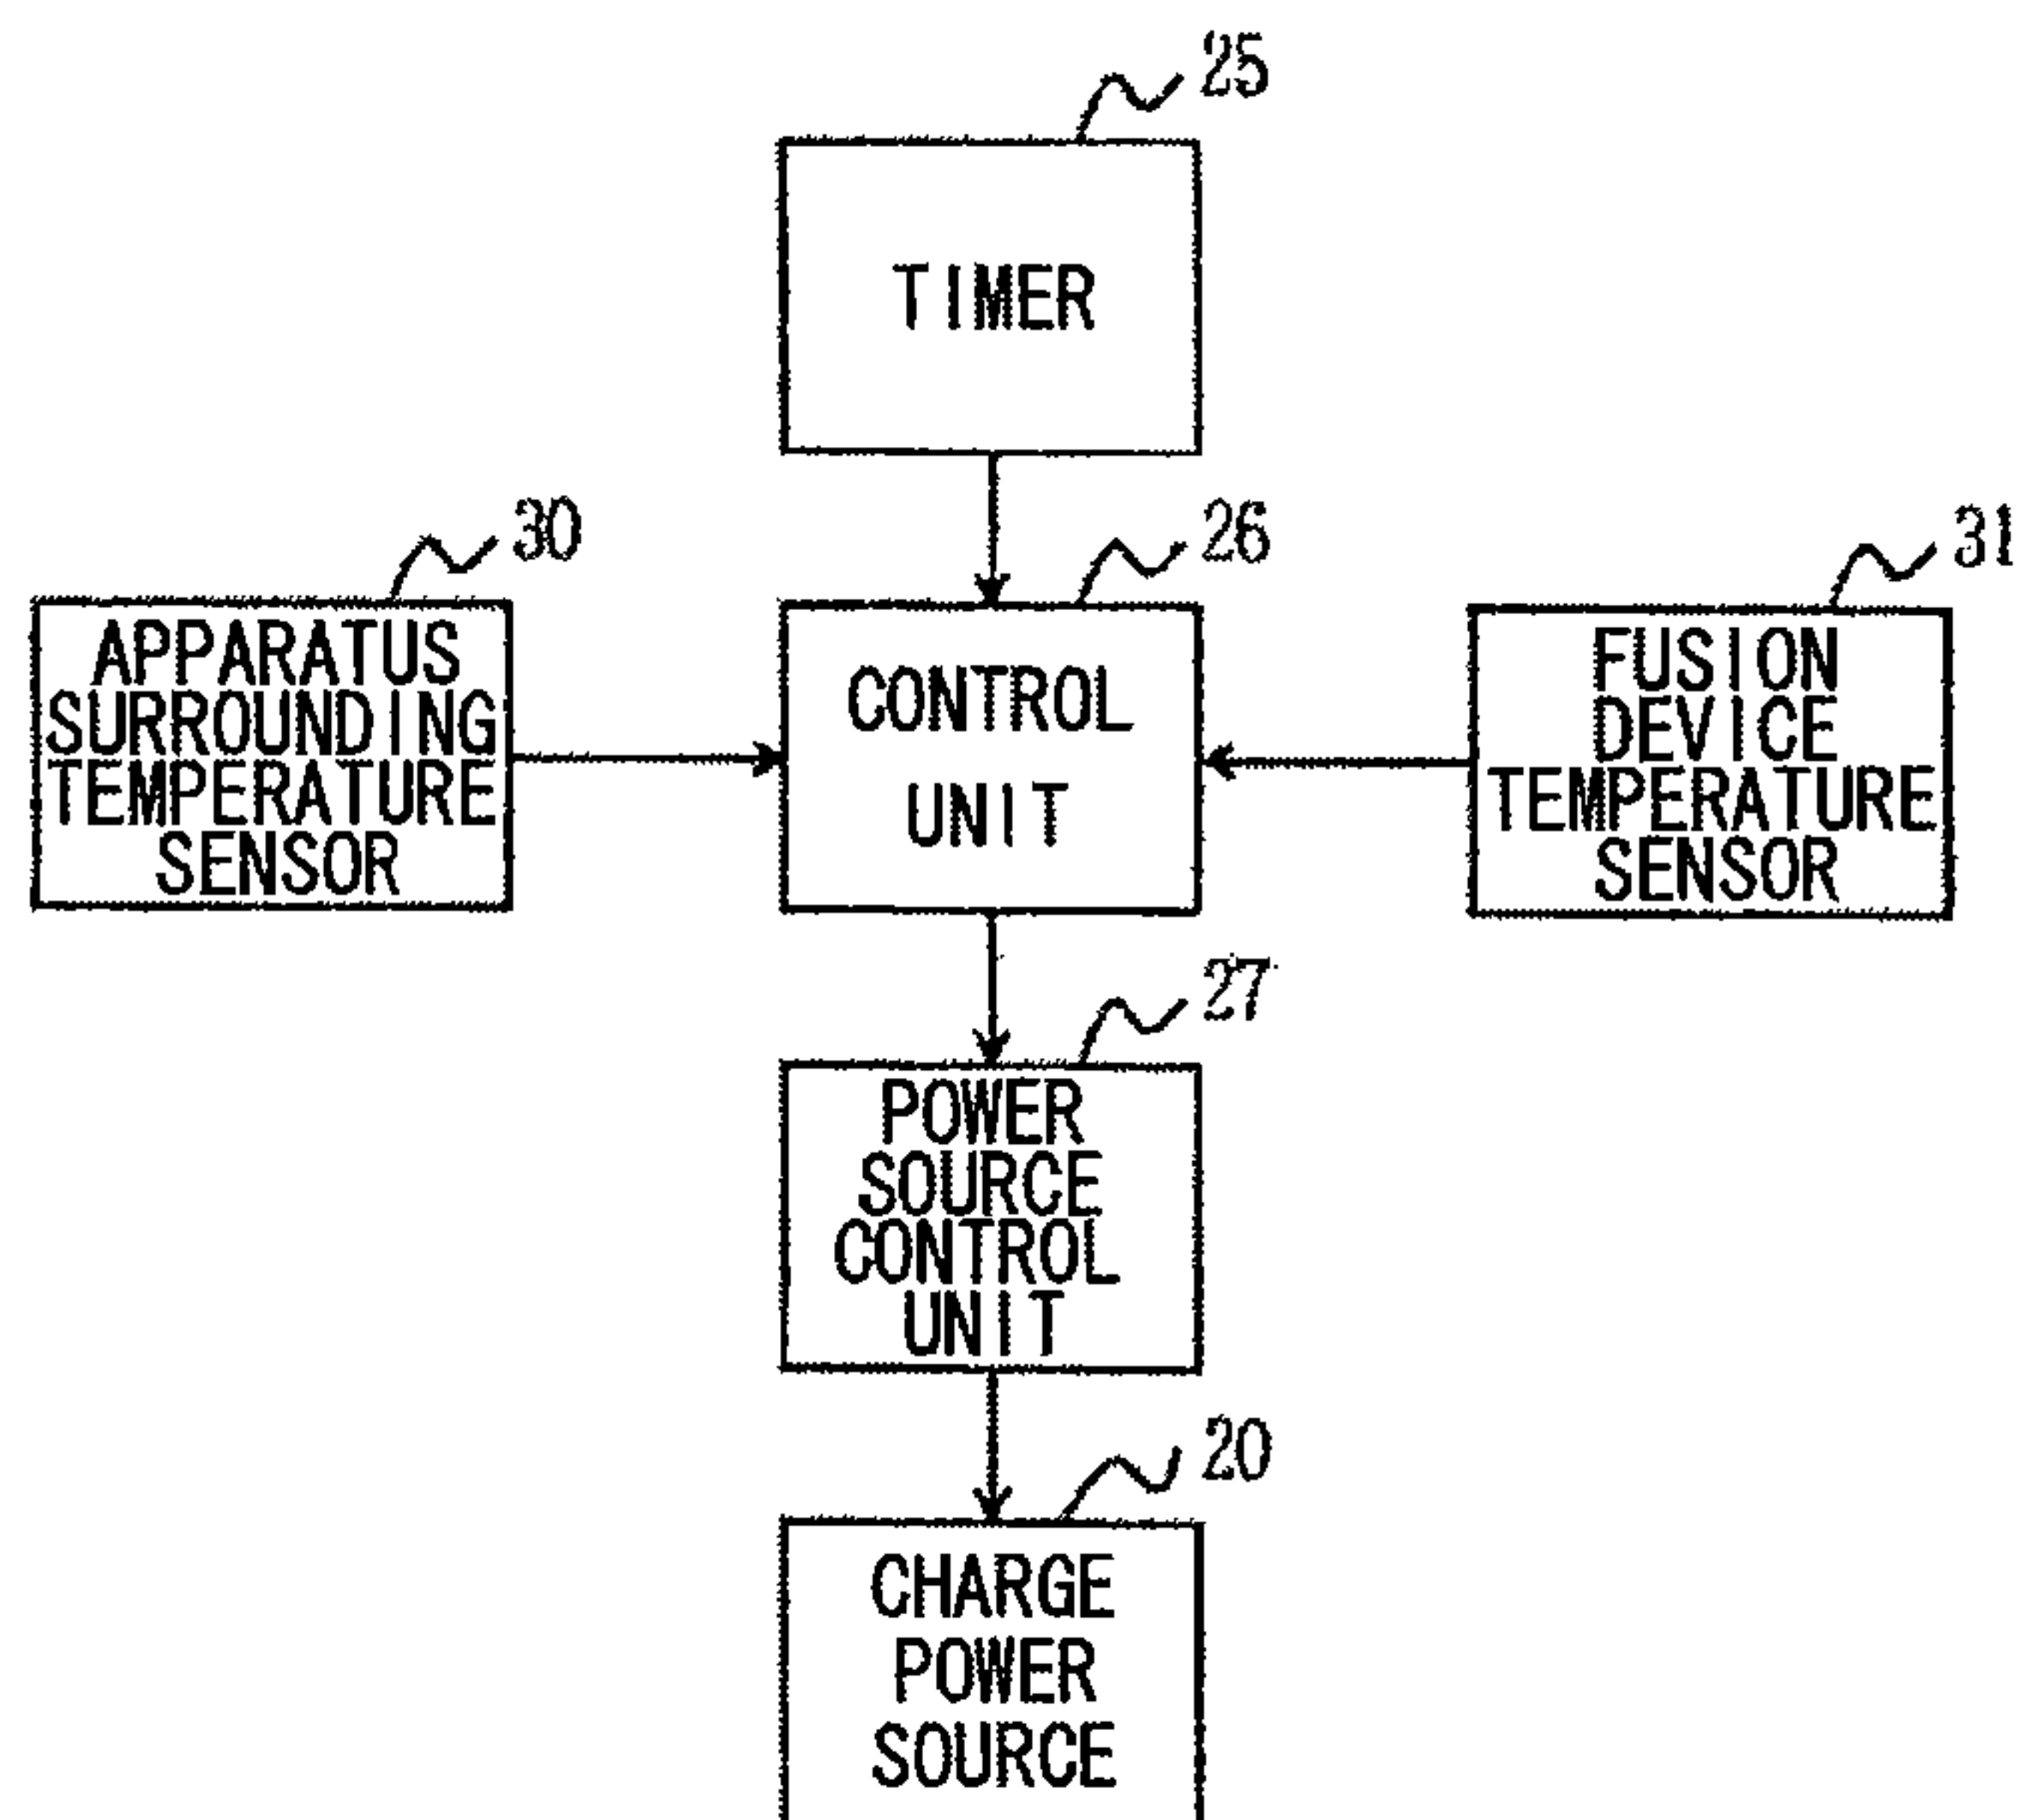 25
TIMER
30
APPARATUS
SURROUNDING
TEMPERATURE
SENSOR
26
CONTROL
UNIT
31
FUSION
DEVICE
TEMPERATURE
SENSOR
27
POWER
SOURCE
CONTROL
UNIT
20
CHARGE
POWER
SOURCE